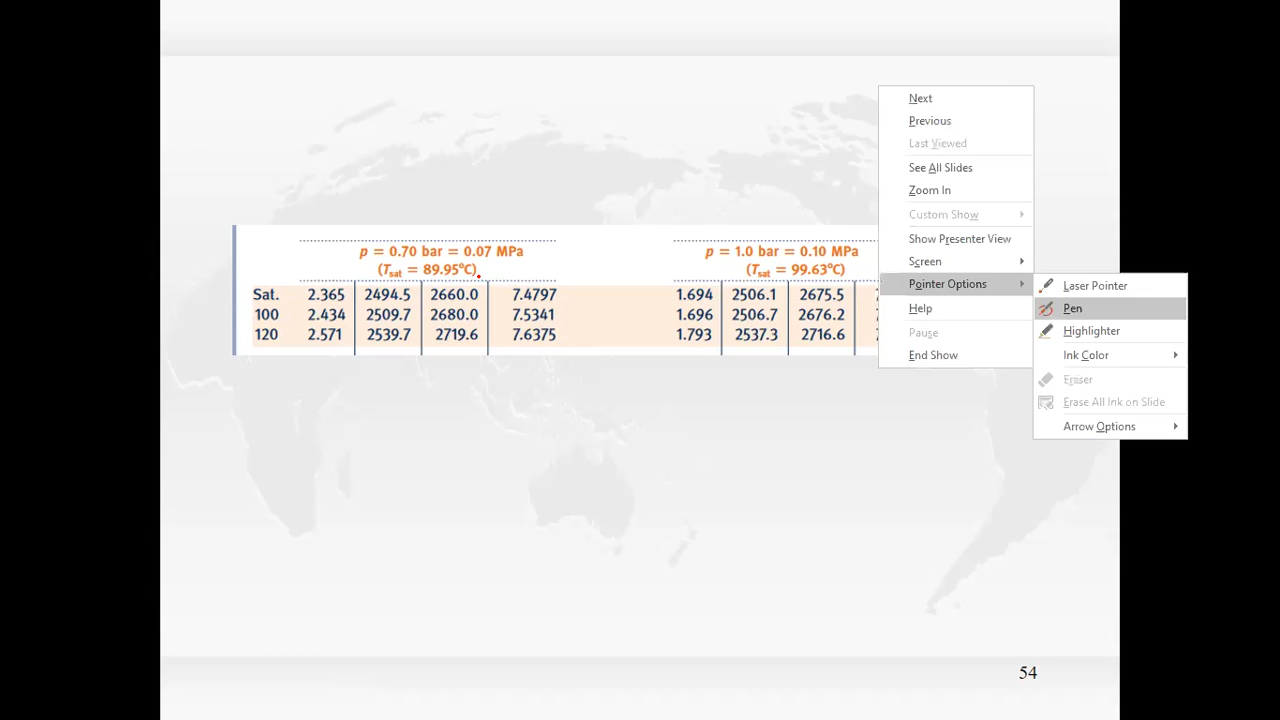 p = 0.70 bar = 0.07 MPa
(Tsat = 89.95°C)
p = 1.0 bar = 0.10 MPa
(Tsat = 99.63°C)
Sat. 2.365 2494.5 2660.0 7.4797 1.694 2506.1 2675.5
100 2.434 2509.7 2680.0 7.5341 1.696 2506.7 2676.2
120 2.571 2539.7 2719.6 7.6375 1.793 2537.3 2716.6
Next
Previous
Last Viewed
See All Slides
Zoom In
Custom Show
Show Presenter View
Screen
Pointer Options
Help
Pause
End Show
Laser Pointer
Pen
Highlighter
Ink Color
Eraser
Erase All Ink on Slide
Arrow Options
54